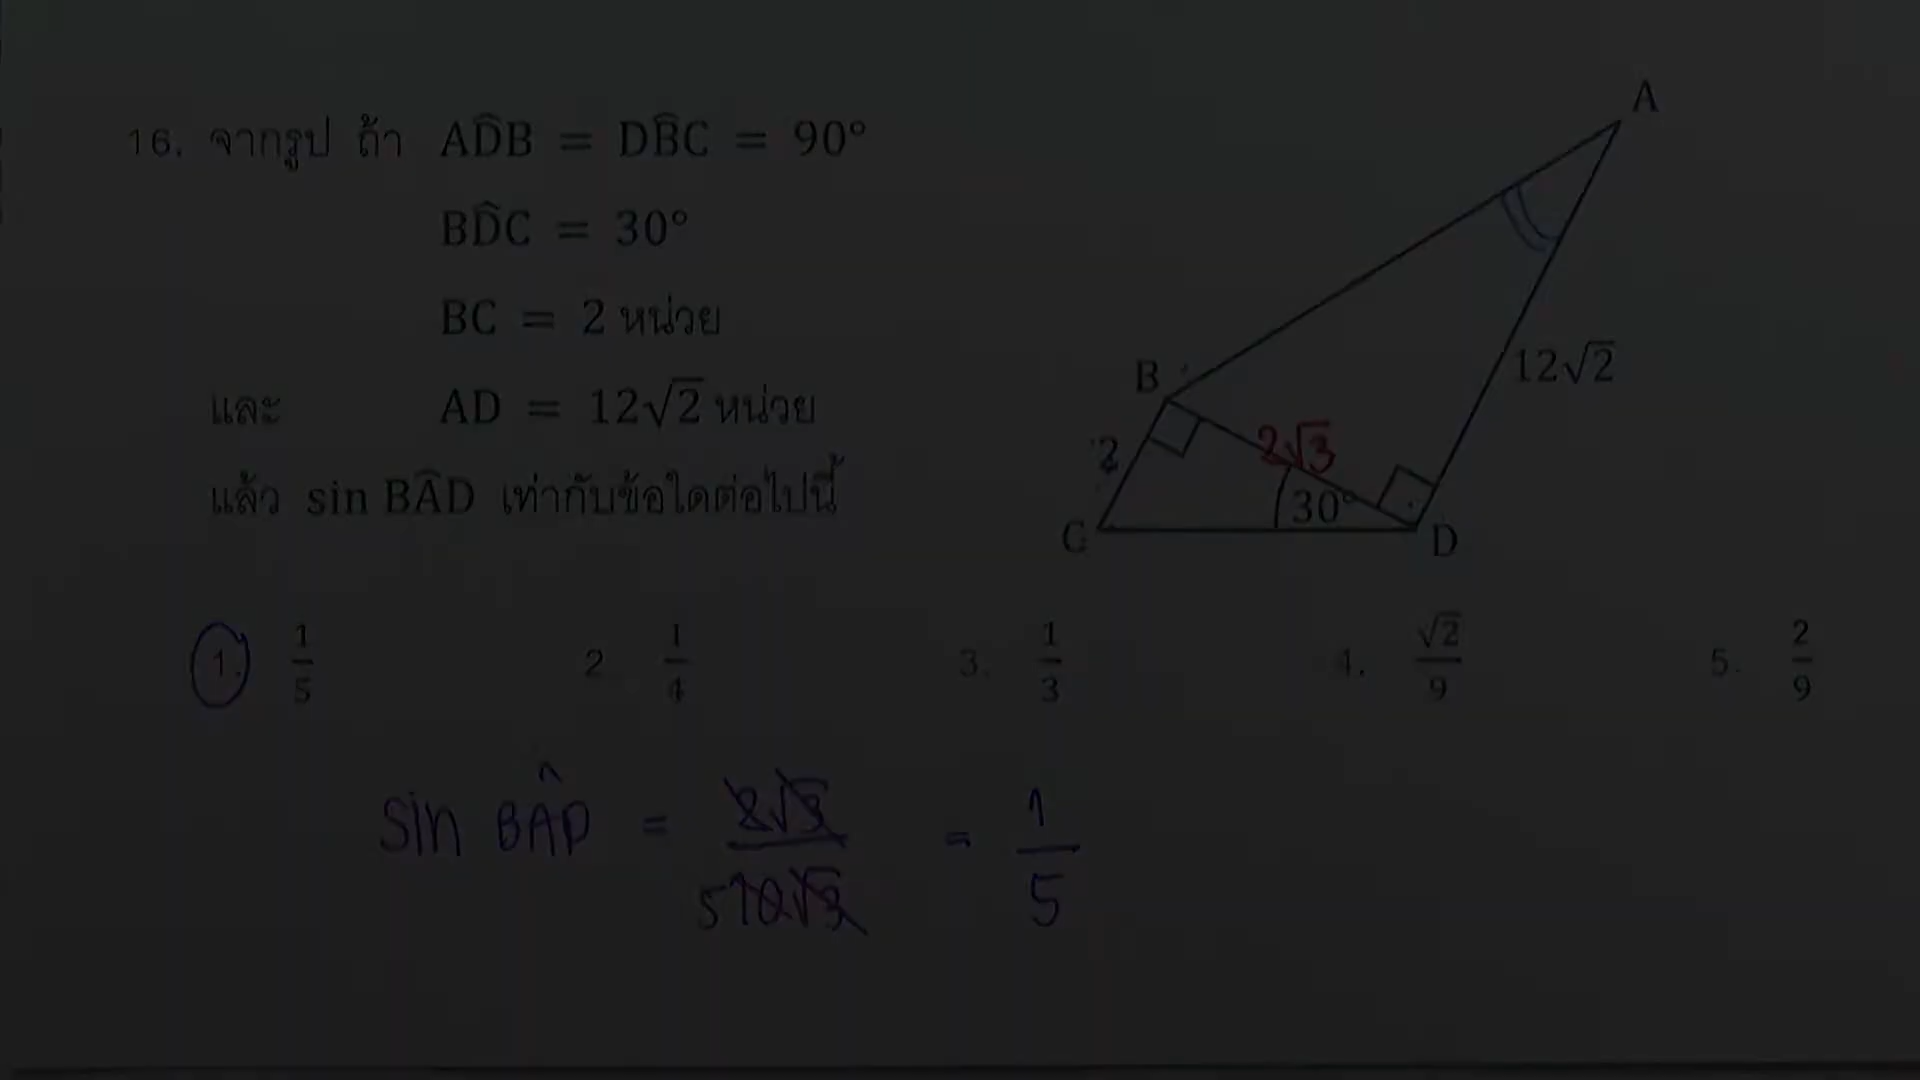 16. จากรูป ถ้า AD̂B = DB̂C = 90°
BD̂C = 30°
BC = 2 หน่วย
และ AD = 12√2 หน่วย
แล้ว sin BÂD เท่ากับข้อใดต่อไปนี้
A
B
C
D
2
2√3
30°
12√2
1. 1/5 2 1/4 3. 1/3 4. √2/9 5. 2/9
sin BÂD = 2√3 / 5 10√3 = 1/5